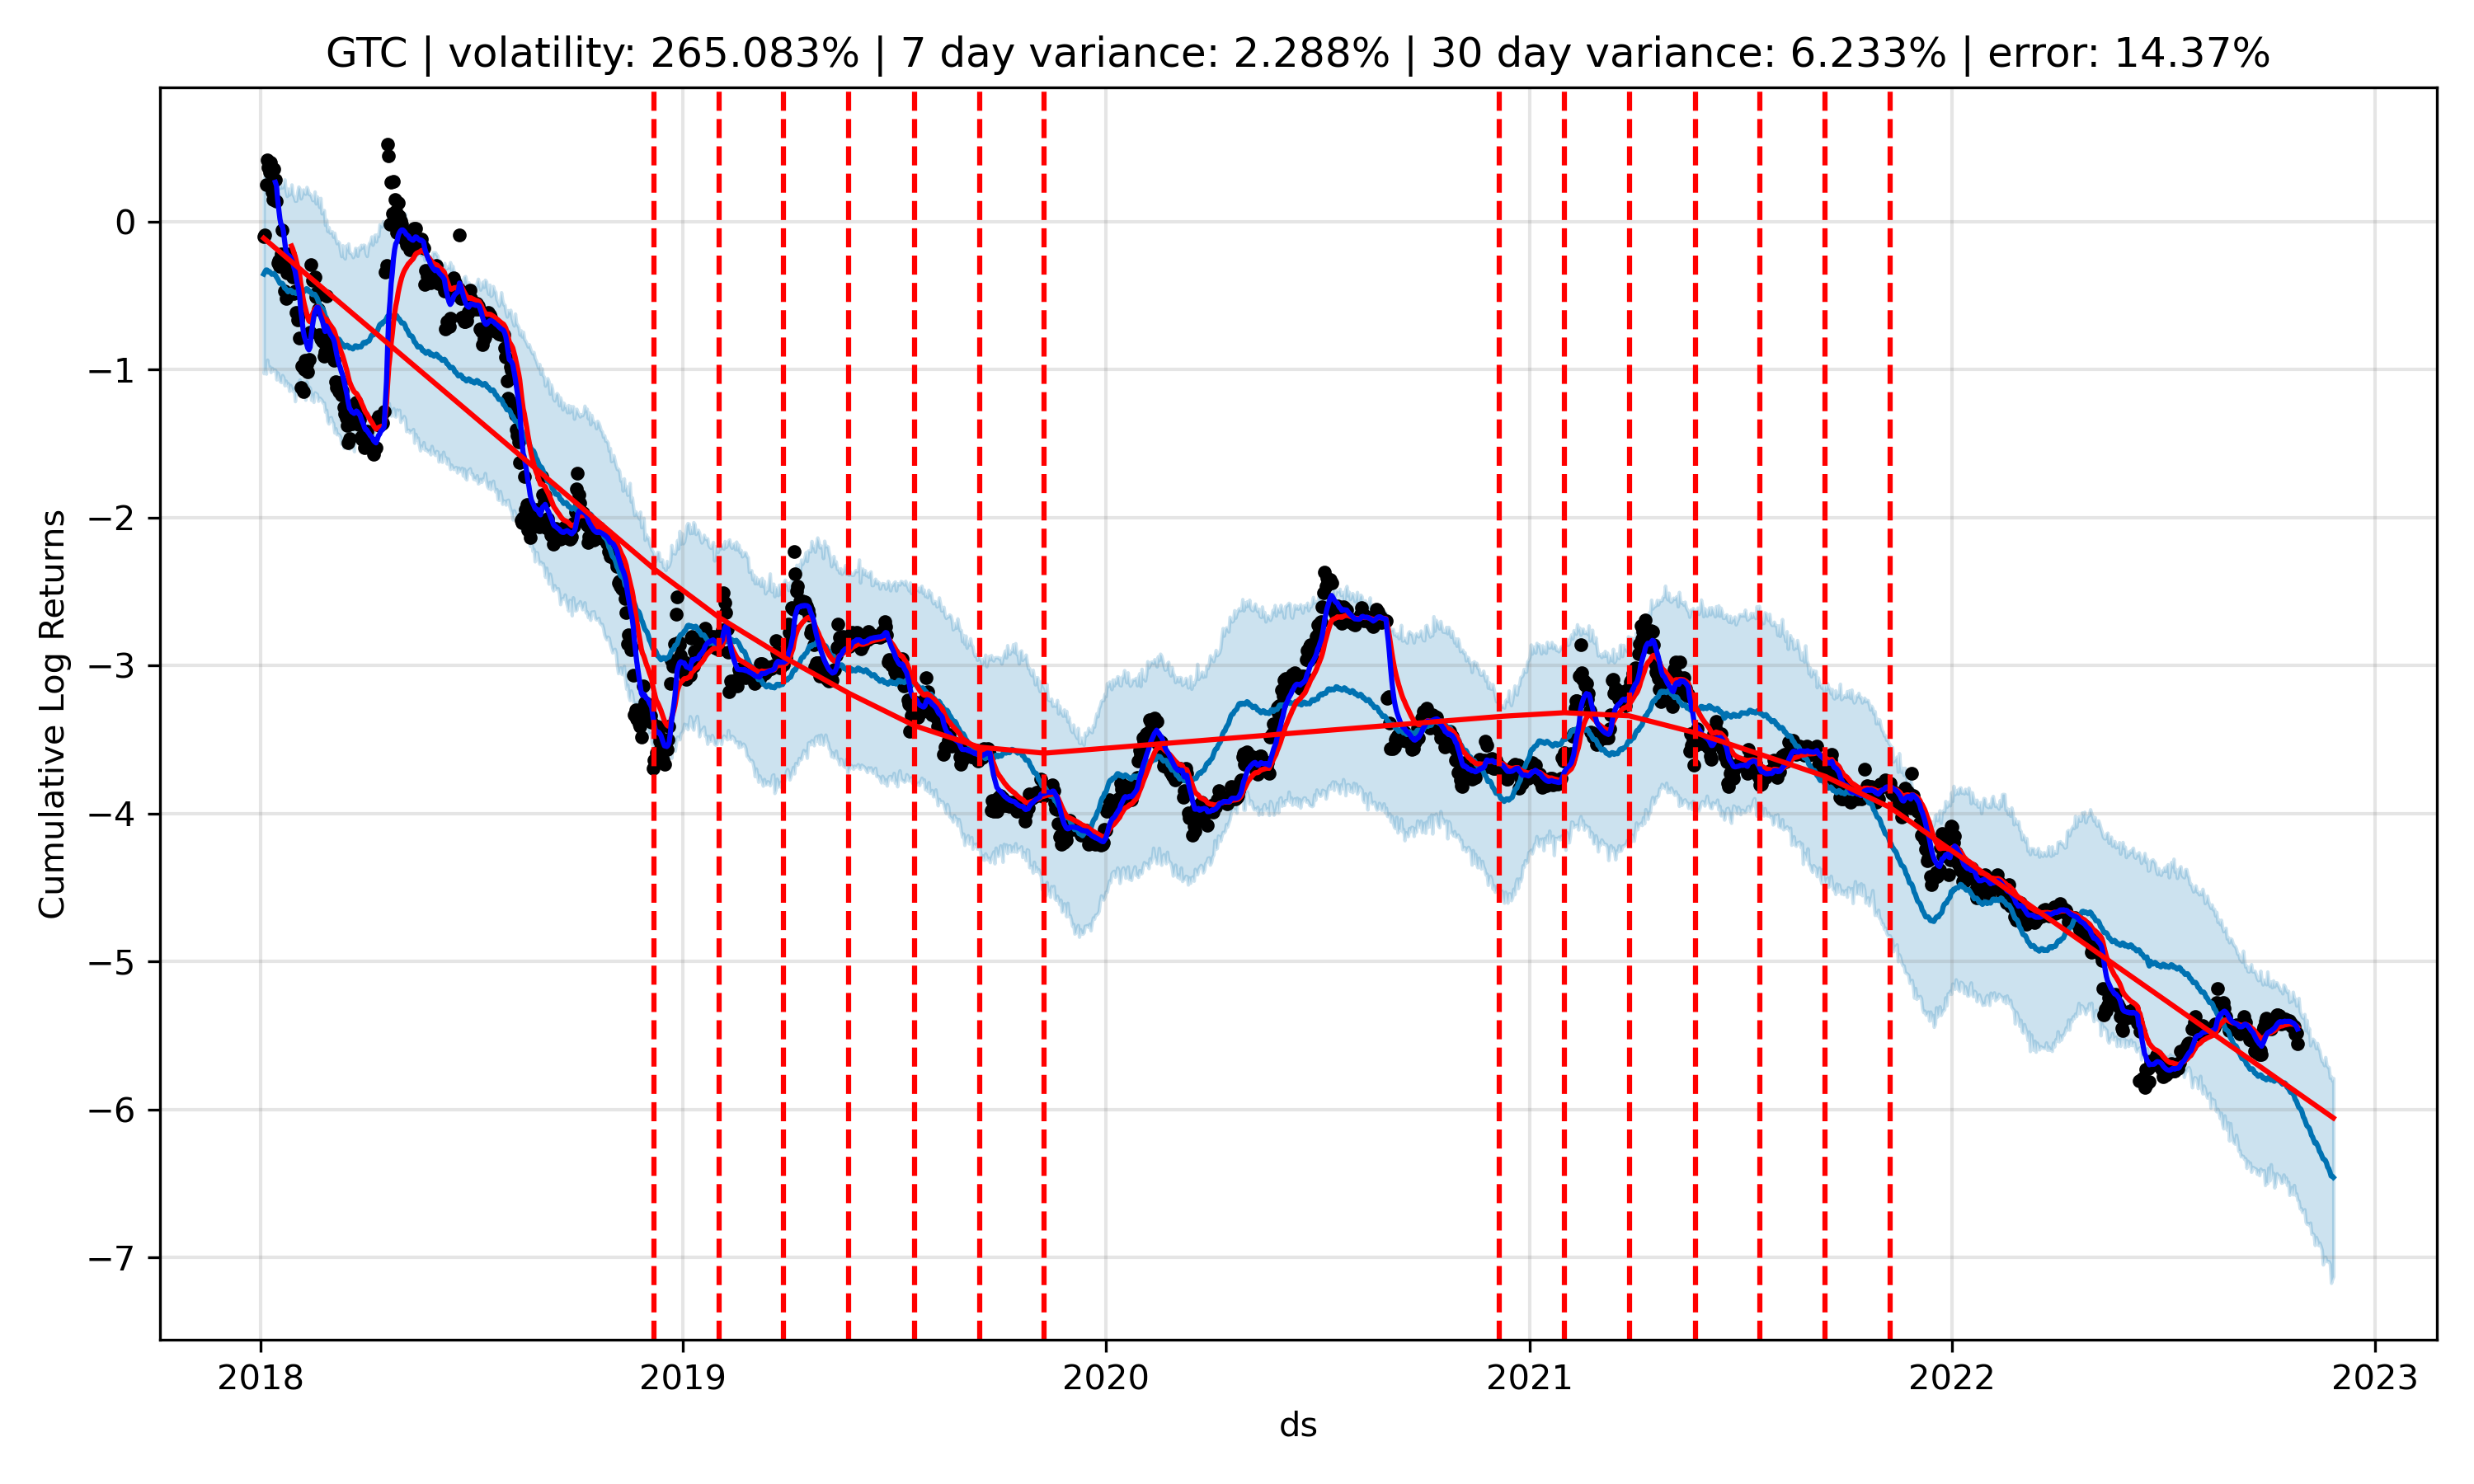 GTC | volatility: 265.083% | 7 day variance: 2.288% | 30 day variance: 6.233% | error: 14.37%
Cumulative Log Returns
0
−1
−2
−3
−4
−5
−6
−7
2018 2019 2020 2021 2022 2023
ds